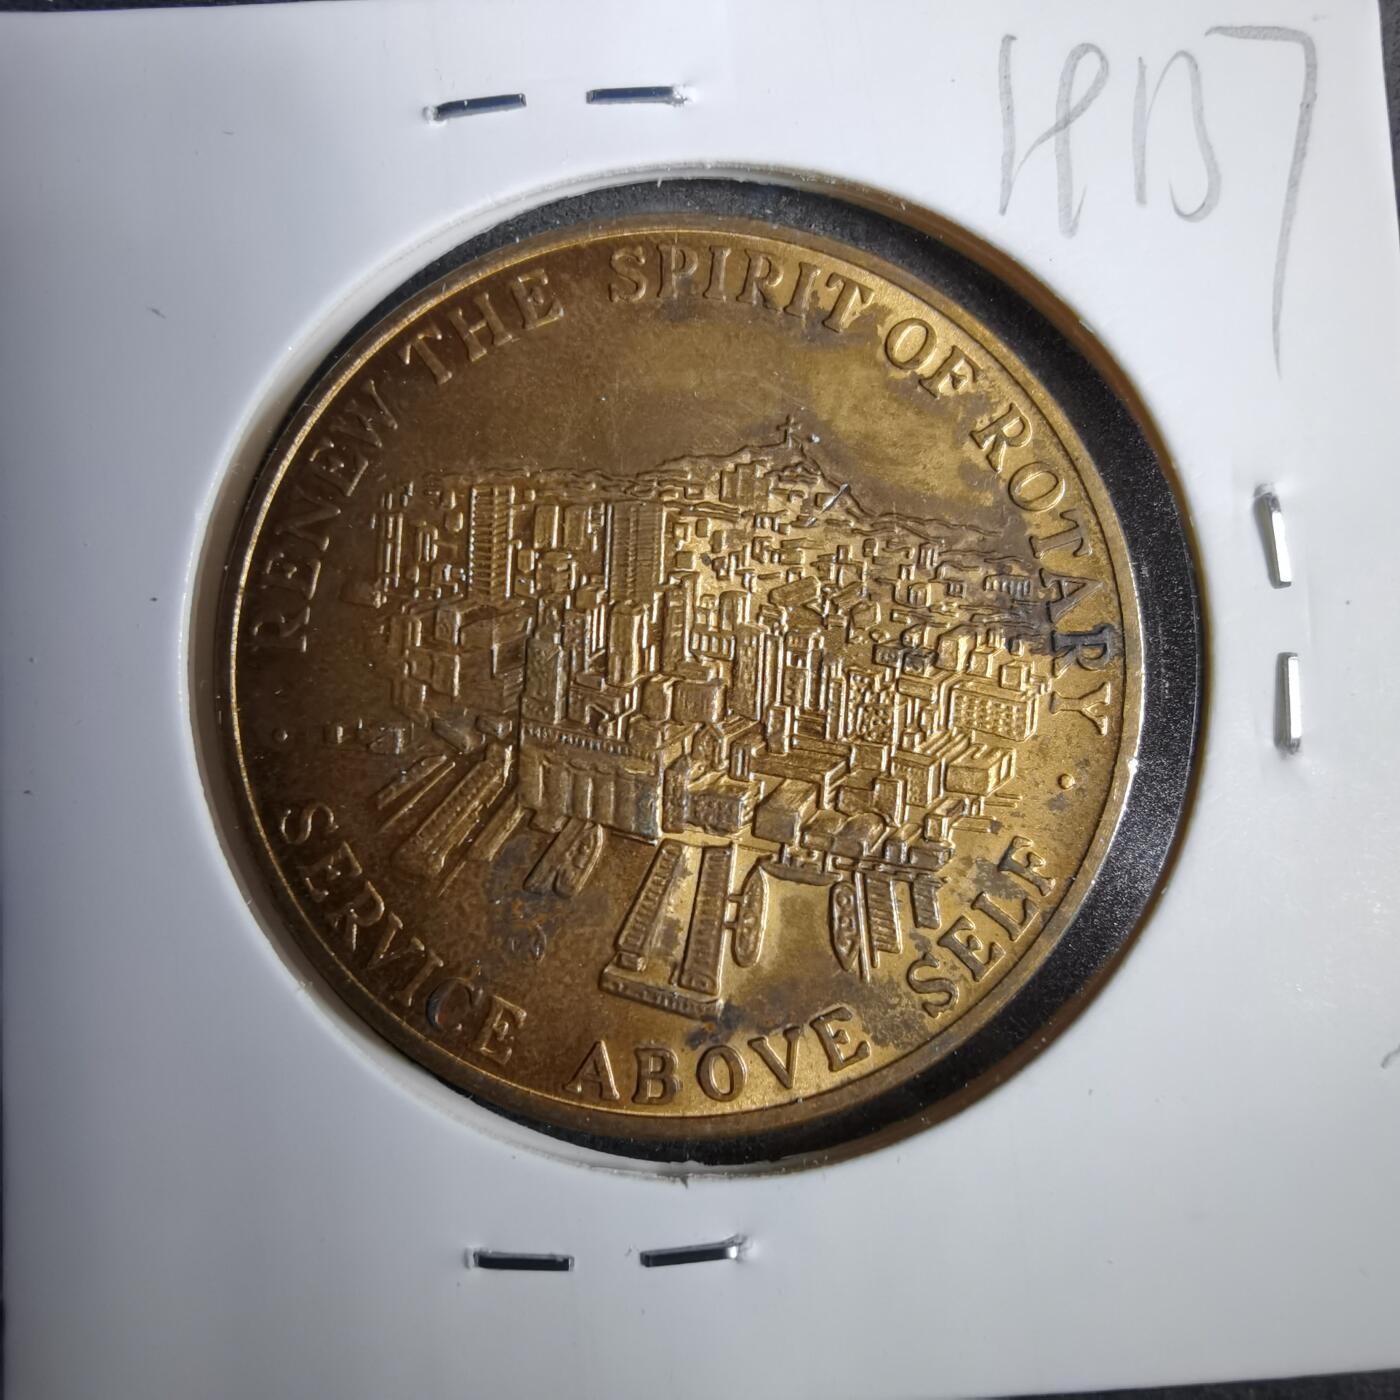 RENEW THE SPIRIT OF ROTARY
SERVICE ABOVE SELF